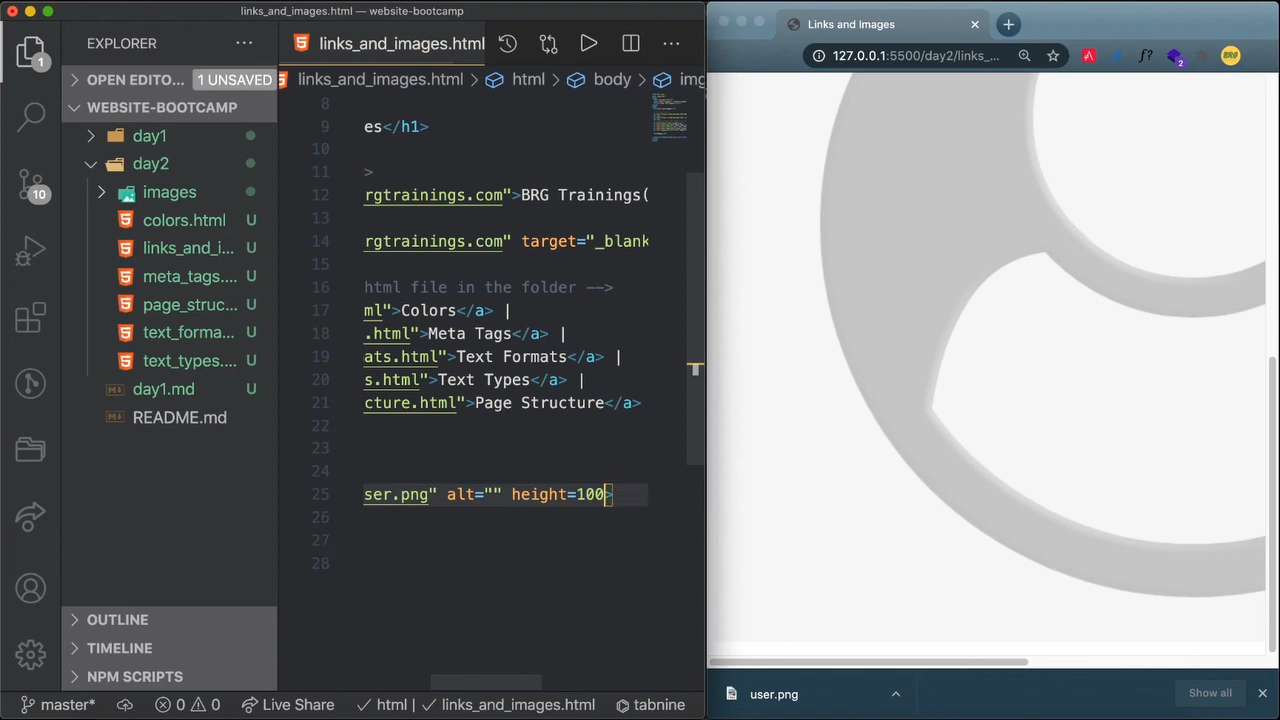 links_and_images.html — website-bootcamp
EXPLORER
links_and_images.html
OPEN EDITO... 1 UNSAVED
links_and_images.html > html > body > img
WEBSITE-BOOTCAMP
1
day1
day2
images
colors.html U
links_and_i... U
meta_tags.... U
page_struc... U
text_forma... U
text_types.... U
day1.md U
README.md
10
8
9 es</h1>
10
11 >
12 rgtrainings.com">BRG Trainings(
13
14 rgtrainings.com" target="_blank
15
16 html file in the folder -->
17 ml">Colors</a> |
18 .html">Meta Tags</a> |
19 ats.html">Text Formats</a> |
20 s.html">Text Types</a> |
21 cture.html">Page Structure</a>
22
23
24
25 ser.png" alt="" height=100>
26
27
28
OUTLINE
TIMELINE
NPM SCRIPTS
master* 0 0 Live Share html links_and_images.html tabnine
Links and Images
127.0.0.1:5500/day2/links_...
f?
2
BRG
user.png
Show all